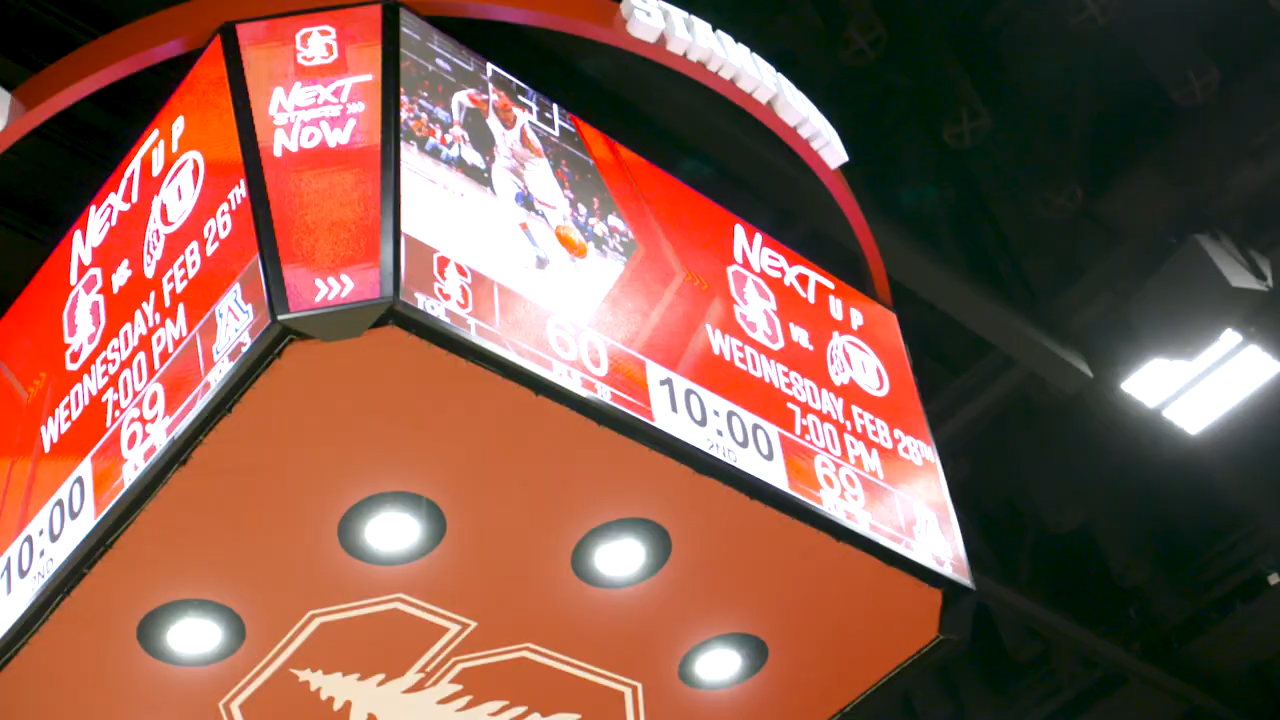 STANFORD
NEXT UP
VS.
WEDNESDAY, FEB 26TH
7:00 PM
69
10:00
2ND
NEXT
STARTS
NOW
NEXT UP
VS.
WEDNESDAY, FEB 26TH
7:00 PM
60
10:00
2ND
69